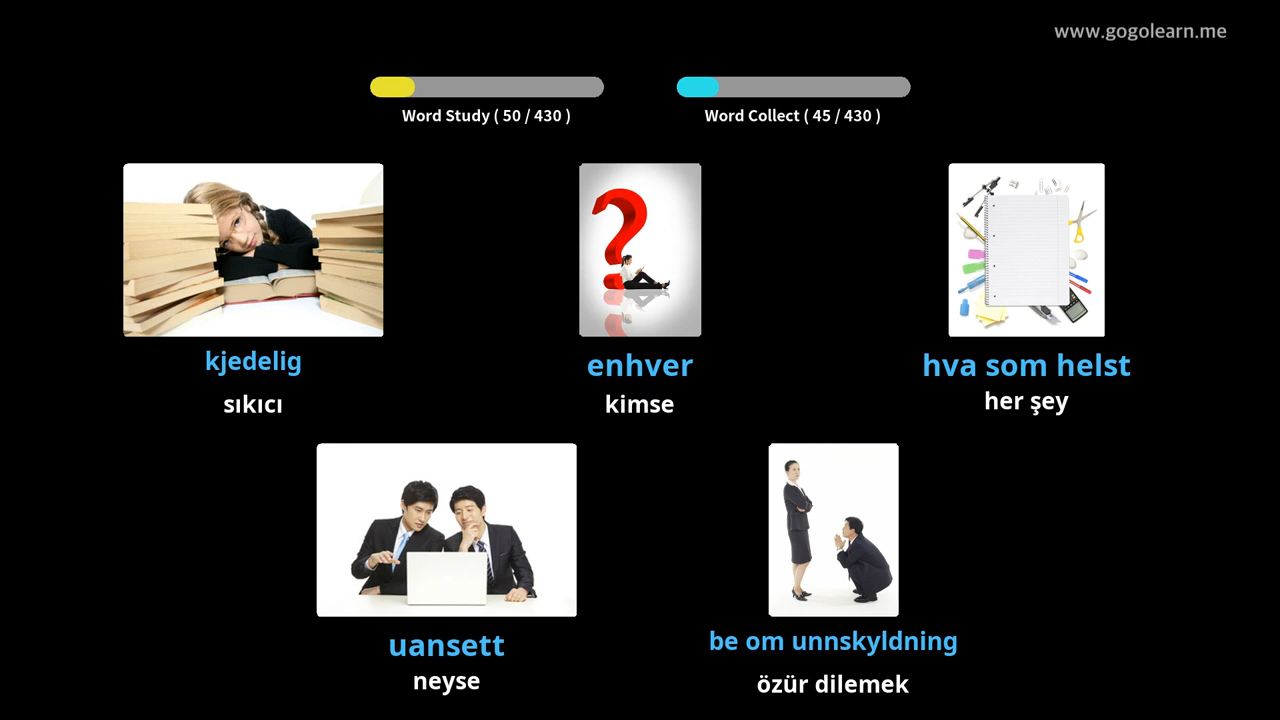 www.gogolearn.me
Word Study ( 50 / 430 )
Word Collect ( 45 / 430 )
kjedelig
sıkıcı
enhver
kimse
hva som helst
her şey
uansett
neyse
be om unnskyldning
özür dilemek